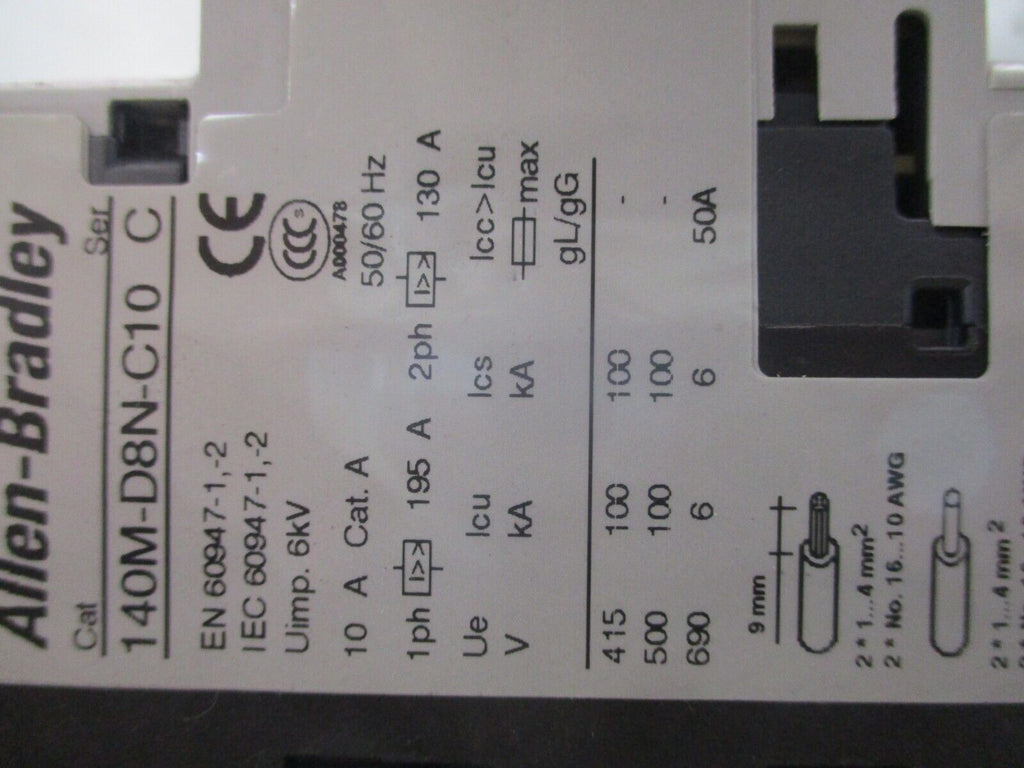 Allen-Bradley
Cat Ser
140M-D8N-C10 C
EN 60947-1,-2 CE
IEC 60947-1,-2 CCC S
Uimp. 6kV A000478
10 A Cat. A 50/60 Hz
1ph I>> 195 A 2ph I>> 130 A
Ue Icu Ics Icc>Icu
V kA kA max
gL/gG
415 100 100 -
500 100 100 -
690 6 6 50A
9 mm
2 * 1...4 mm²
2 * No. 16...10 AWG
2 * 1...4 mm²